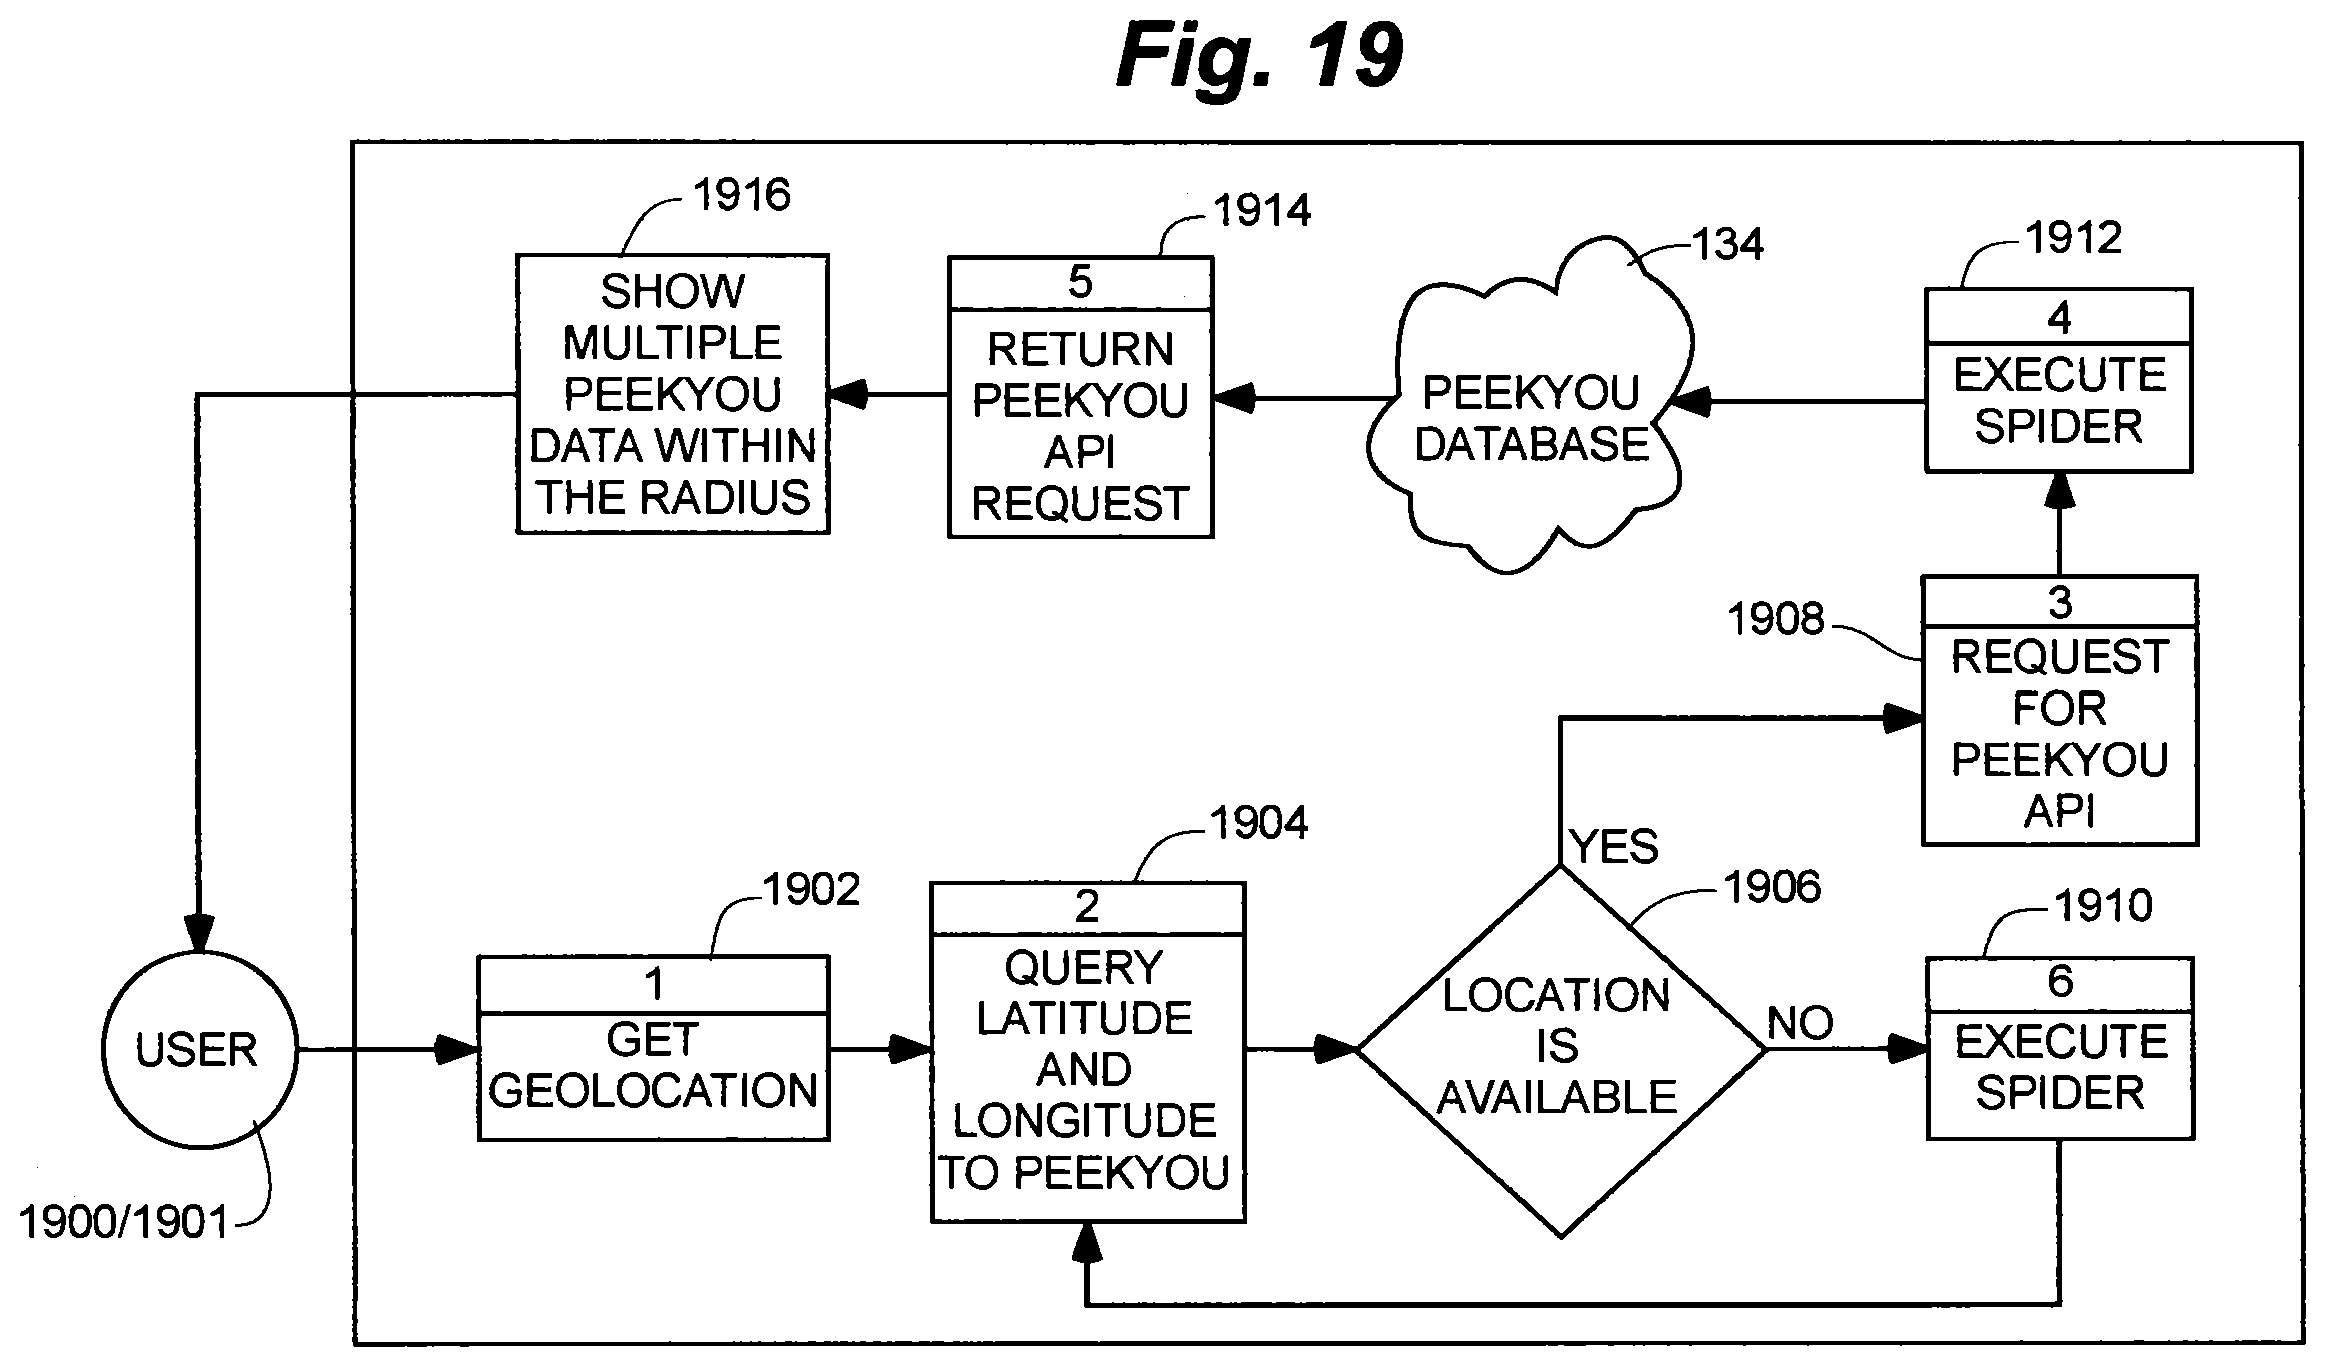 Fig. 19
1916
SHOW
MULTIPLE
PEEKYOU
DATA WITHIN
THE RADIUS
1914
5
RETURN
PEEKYOU
API
REQUEST
134
PEEKYOU
DATABASE
1912
4
EXECUTE
SPIDER
1908
3
REQUEST
FOR
PEEKYOU
API
USER
1900/1901
1902
1
GET
GEOLOCATION
1904
2
QUERY
LATITUDE
AND
LONGITUDE
TO PEEKYOU
YES
1906
LOCATION
IS
AVAILABLE
NO
1910
6
EXECUTE
SPIDER